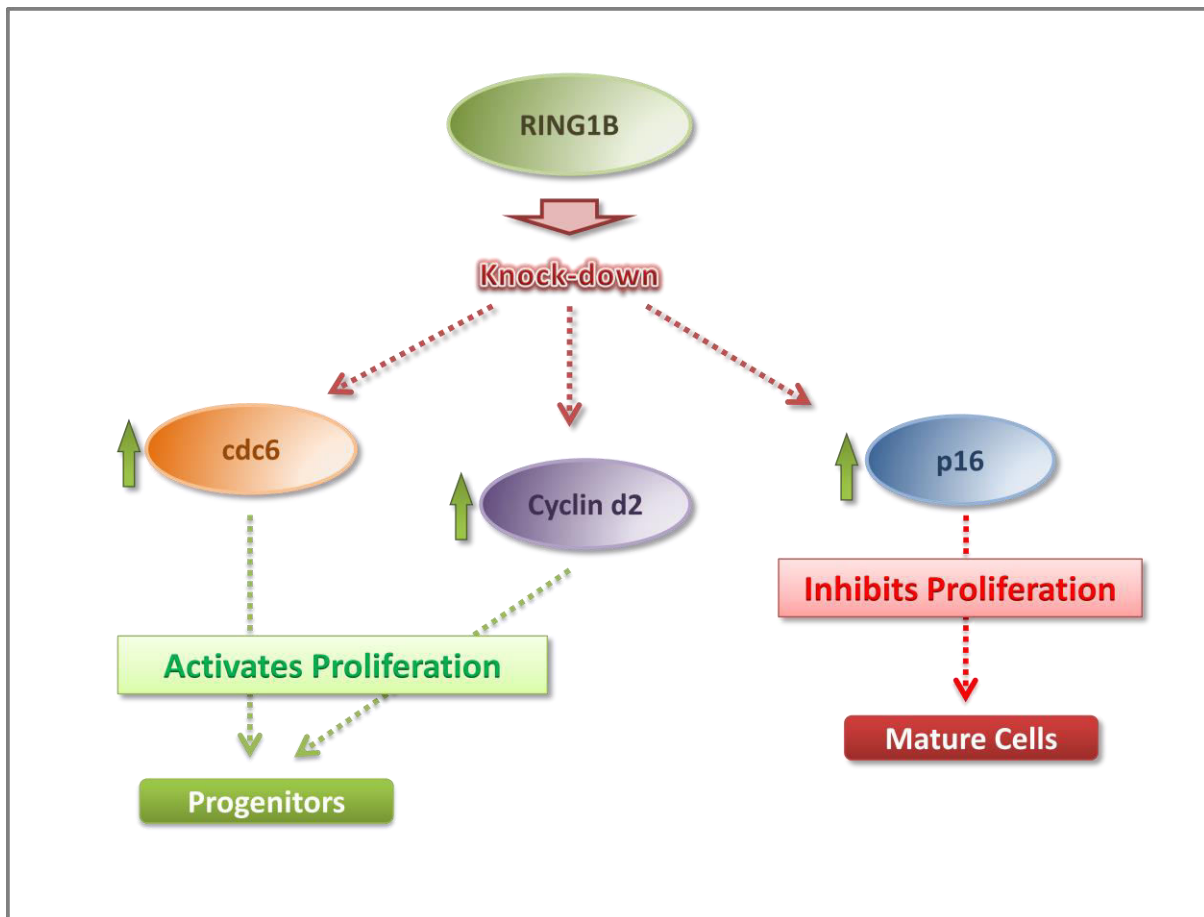 RING1B
Knock-down
cdc6
p16
Cyclin d2
Inhibits Proliferation
Activates Proliferation
Mature Cells
Progenitors